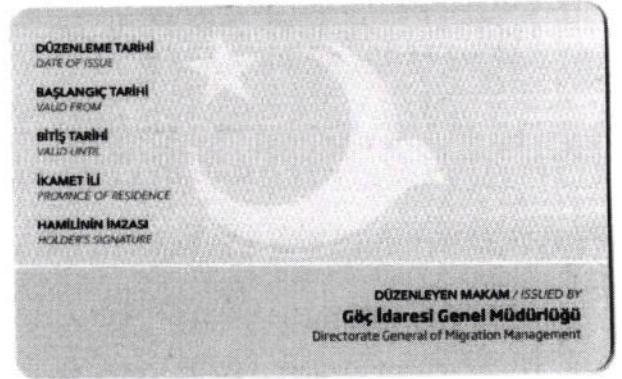 DÜZENLEME TARİHİ
DATE OF ISSUE
BAŞLANGIÇ TARİHİ
VALID FROM
BİTİŞ TARİHİ
VALID UNTIL
İKAMET İLİ
PROVINCE OF RESIDENCE
HAMİLİNİN İMZASI
HOLDER'S SIGNATURE
DÜZENLEYEN MAKAM / ISSUED BY
Göç İdaresi Genel Müdürlüğü
Directorate General of Migration Management